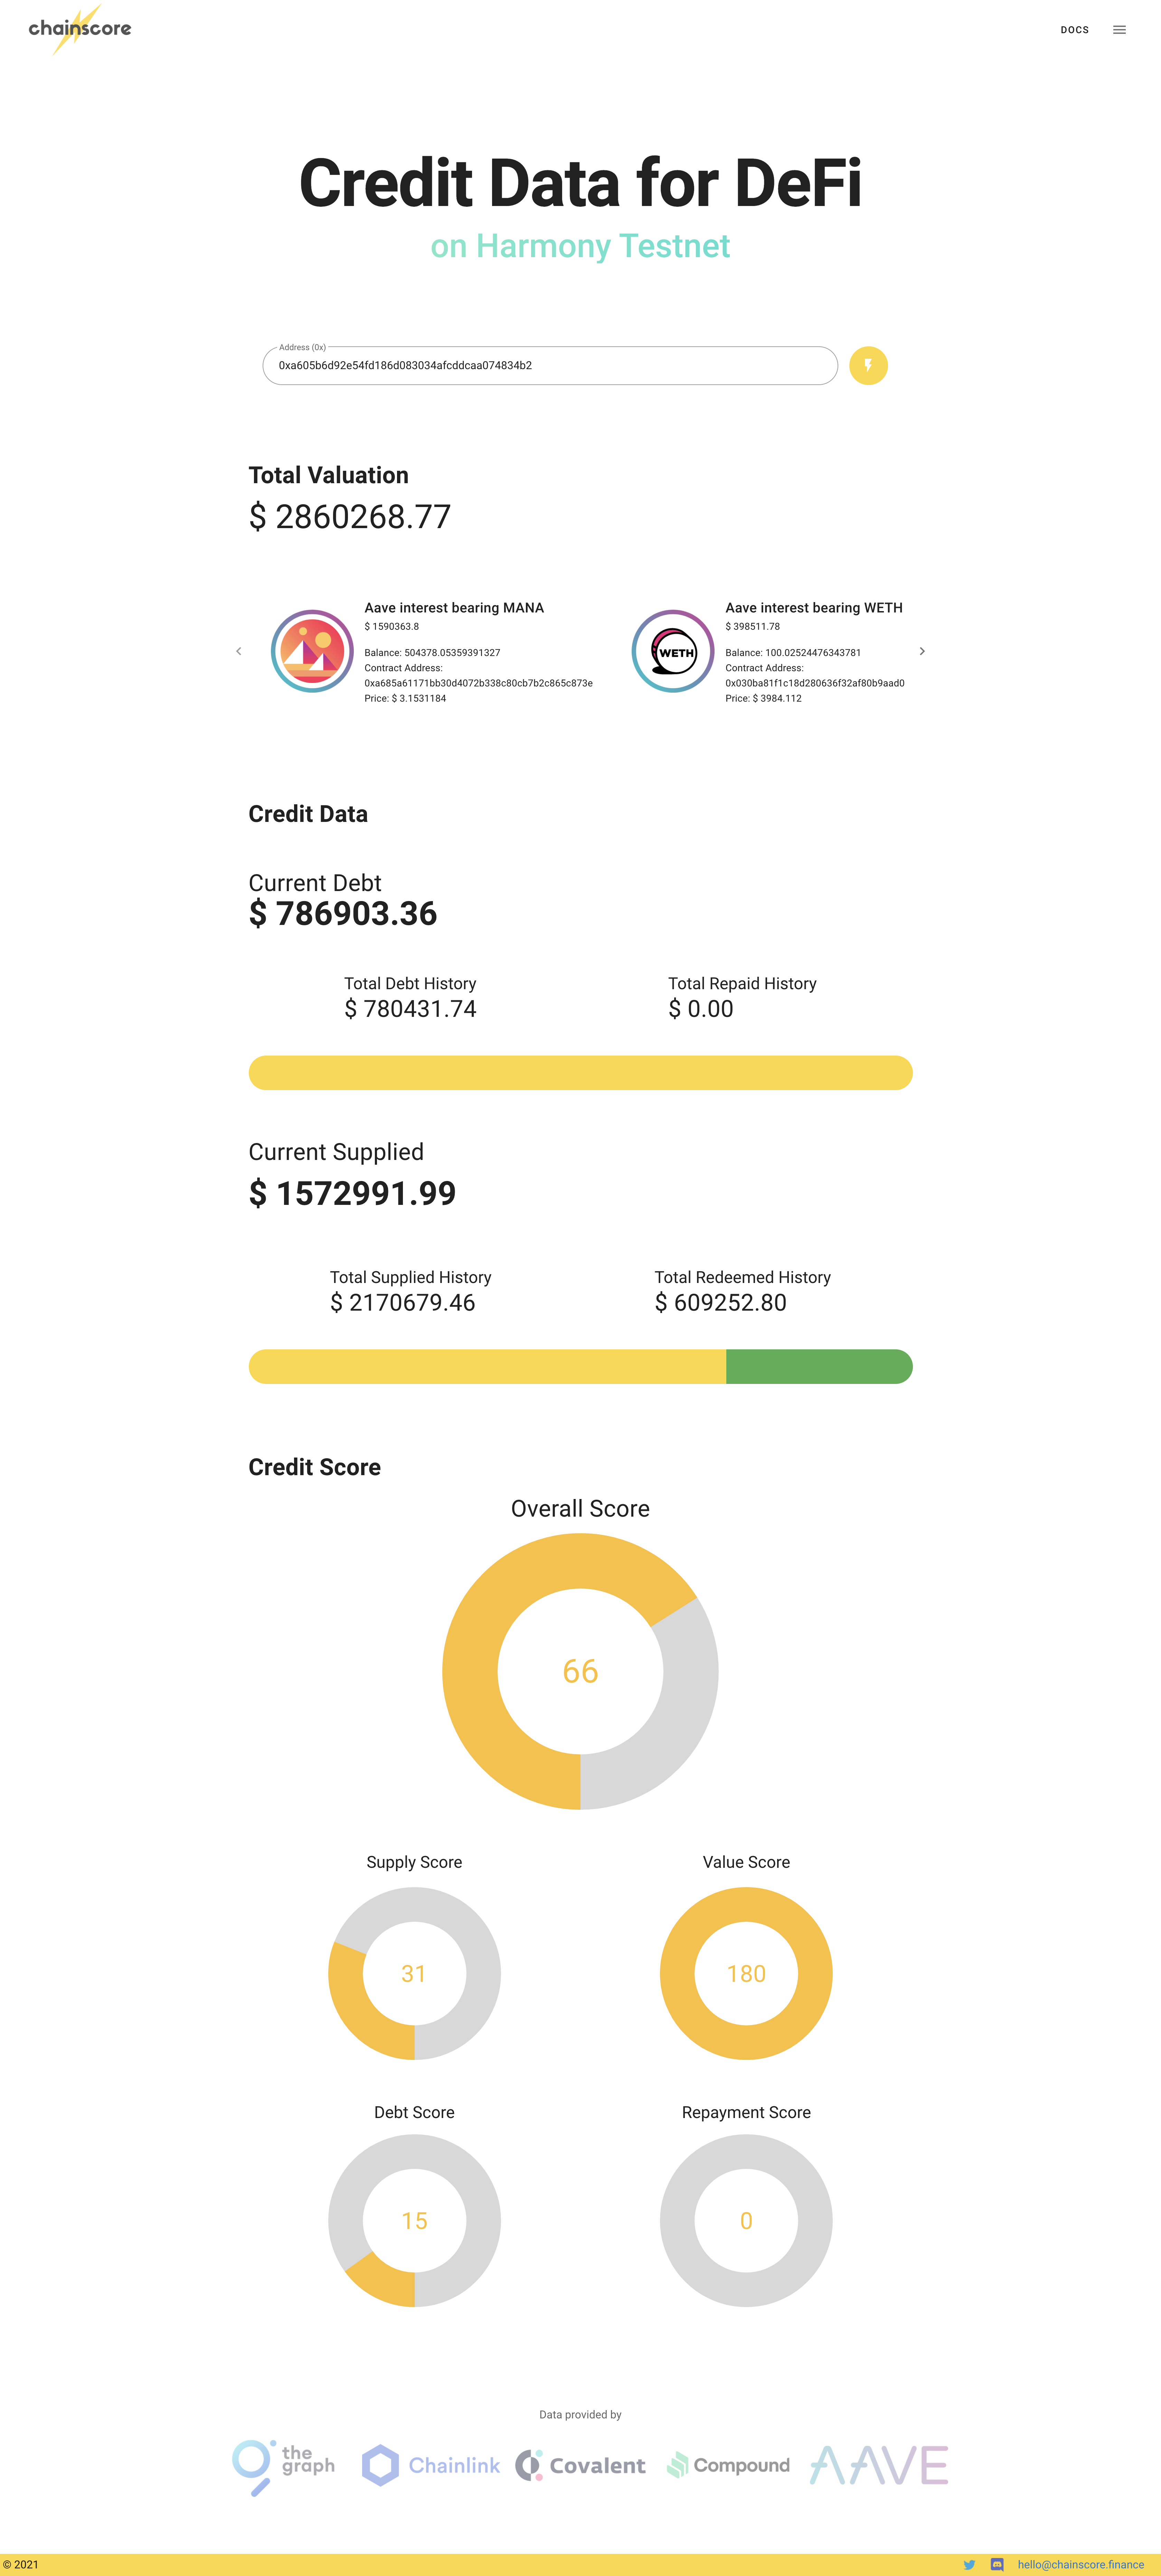 chainscore
DOCS
Credit Data for DeFi
on Harmony Testnet
Address (0x)
0xa605b6d92e54fd186d083034afcddcaa074834b2
Total Valuation
$ 2860268.77
Aave interest bearing MANA
$ 1590363.8
Balance: 504378.05359391327
Contract Address:
0xa685a61171bb30d4072b338c80cb7b2c865c873e
Price: $ 3.1531184
WETH
Aave interest bearing WETH
$ 398511.78
Balance: 100.02524476343781
Contract Address:
0x030ba81f1c18d280636f32af80b9aad0
Price: $ 3984.112
Credit Data
Current Debt
$ 786903.36
Total Debt History
$ 780431.74
Total Repaid History
$ 0.00
Current Supplied
$ 1572991.99
Total Supplied History
$ 2170679.46
Total Redeemed History
$ 609252.80
Credit Score
Overall Score
66
Supply Score
31
Value Score
180
Debt Score
15
Repayment Score
0
Data provided by
the
graph
Chainlink
Covalent
Compound
AAVE
© 2021
hello@chainscore.finance